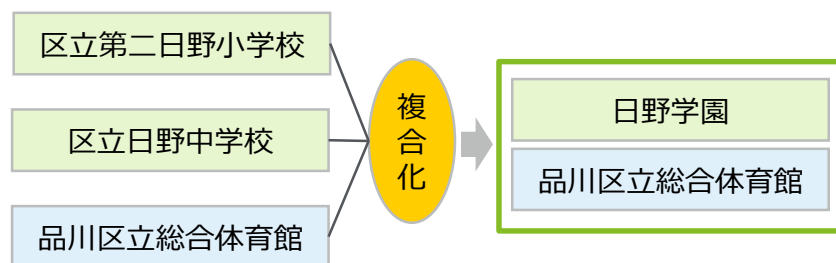 区立第二日野小学校
区立日野中学校
品川区立総合体育館
複合化
日野学園
品川区立総合体育館